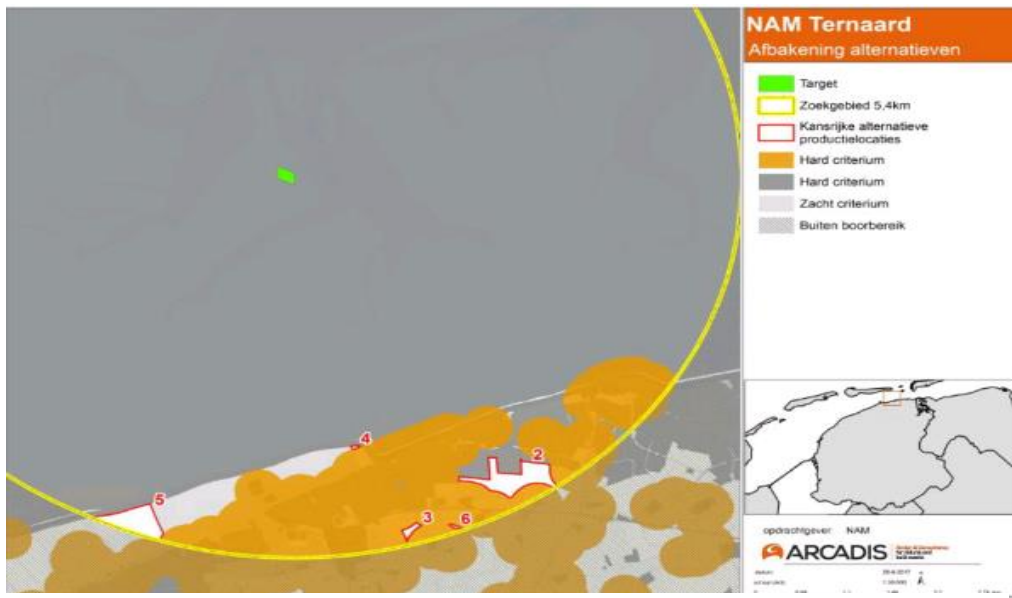 NAM Ternaard
Afbakening alternatieven
Target
Zoekgebied 5,4km
Kansrijke alternatieve
productielocaties
Hard criterium
Hard criterium
Zacht criterium
Buiten boorbereik
4
2
5
3
6
opdrachtgever NAM
ARCADIS